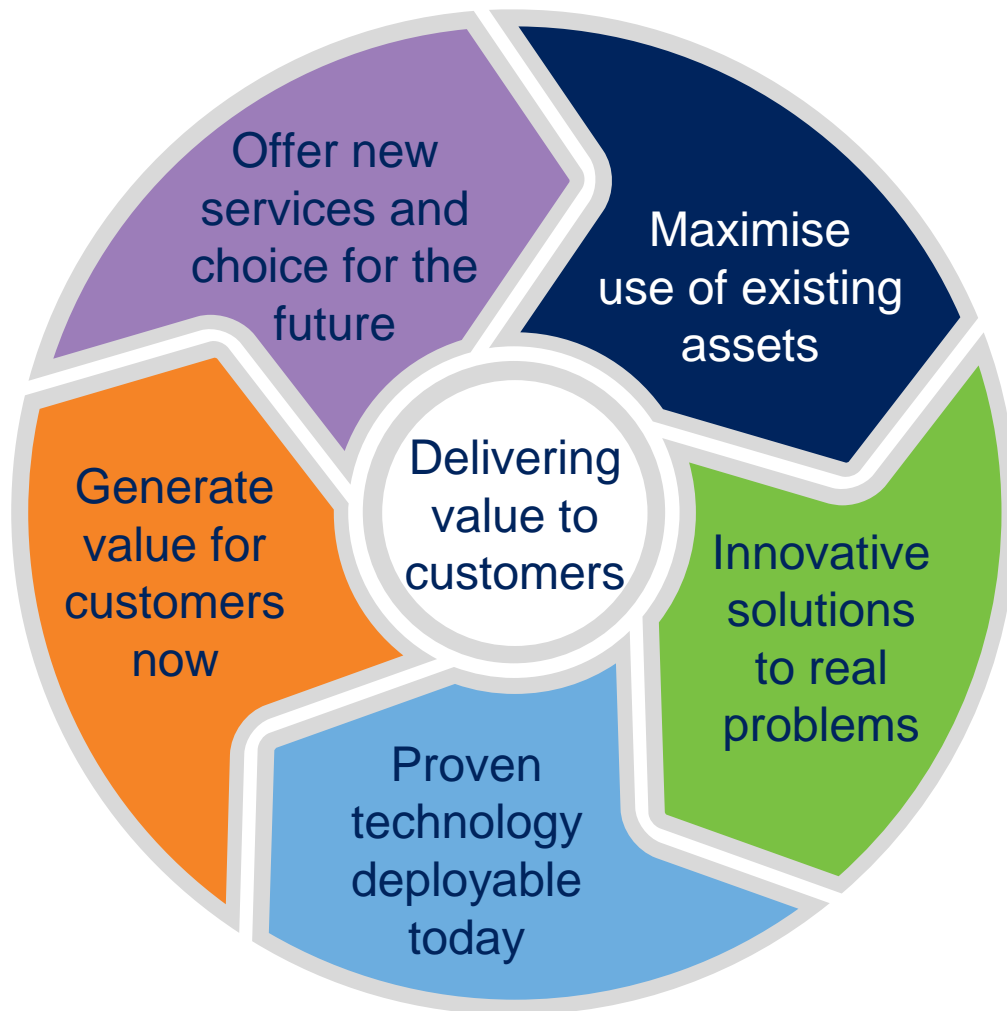 Offer new
services and
choice for the
future
Maximise
use of existing
assets
Delivering
value to
customers
Generate
value for
customers
now
Innovative
solutions
to real
problems
Proven
technology
deployable
today